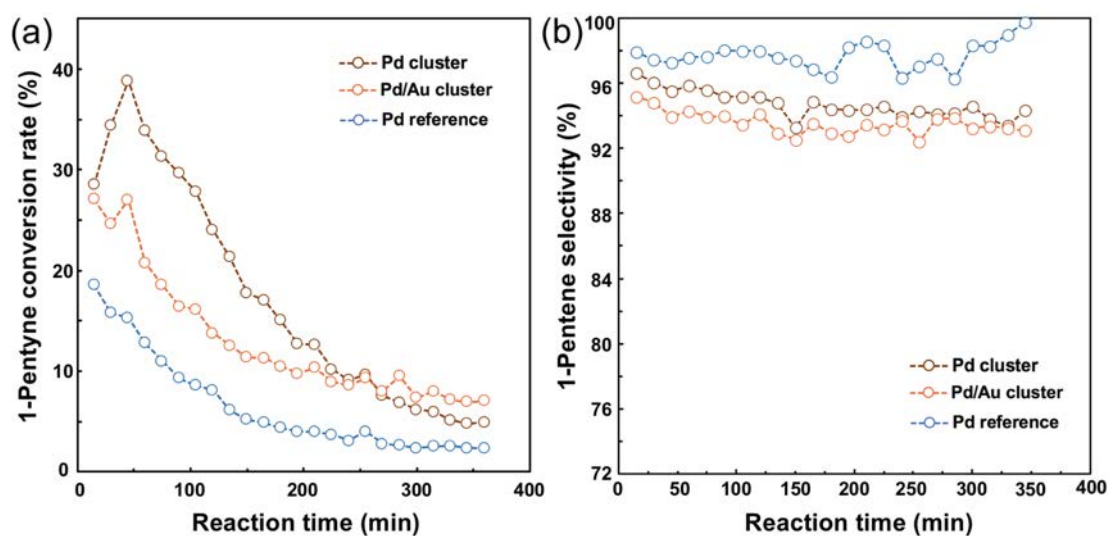 (a)
1-Pentyne conversion rate (%)
40
30
20
10
0
Pd cluster
Pd/Au cluster
Pd reference
0 100 200 300 400
Reaction time (min)
(b)
1-Pentene selectivity (%)
100
96
92
88
84
80
76
72
Pd cluster
Pd/Au cluster
Pd reference
0 50 100 150 200 250 300 350 400
Reaction time (min)